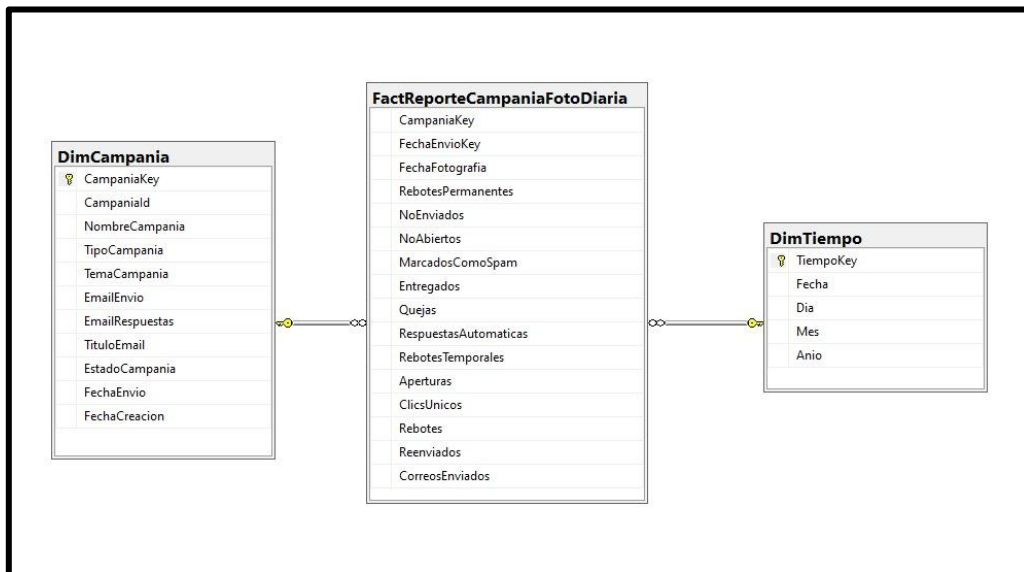 DimCampania
CampaniaKey
CampaniaId
NombreCampania
TipoCampania
TemaCampania
EmailEnvio
EmailRespuestas
TituloEmail
EstadoCampania
FechaEnvio
FechaCreacion
FactReporteCampaniaFotoDiaria
CampaniaKey
FechaEnvioKey
FechaFotografia
RebotesPermanentes
NoEnviados
NoAbiertos
MarcadosComoSpam
Entregados
Quejas
RespuestasAutomaticas
RebotesTemporales
Aperturas
ClicsUnicos
Rebotes
Reenviados
CorreosEnviados
DimTiempo
TiempoKey
Fecha
Dia
Mes
Anio